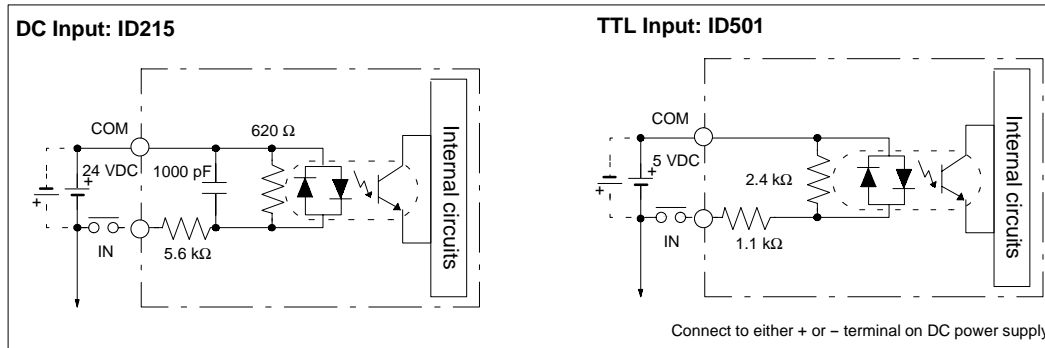 DC Input: ID215
COM
620 Ω
24 VDC
+
1000 pF
+
IN
5.6 kΩ
Internal circuits
TTL Input: ID501
COM
5 VDC
+
2.4 kΩ
+
IN
1.1 kΩ
Internal circuits
Connect to either + or – terminal on DC power supply